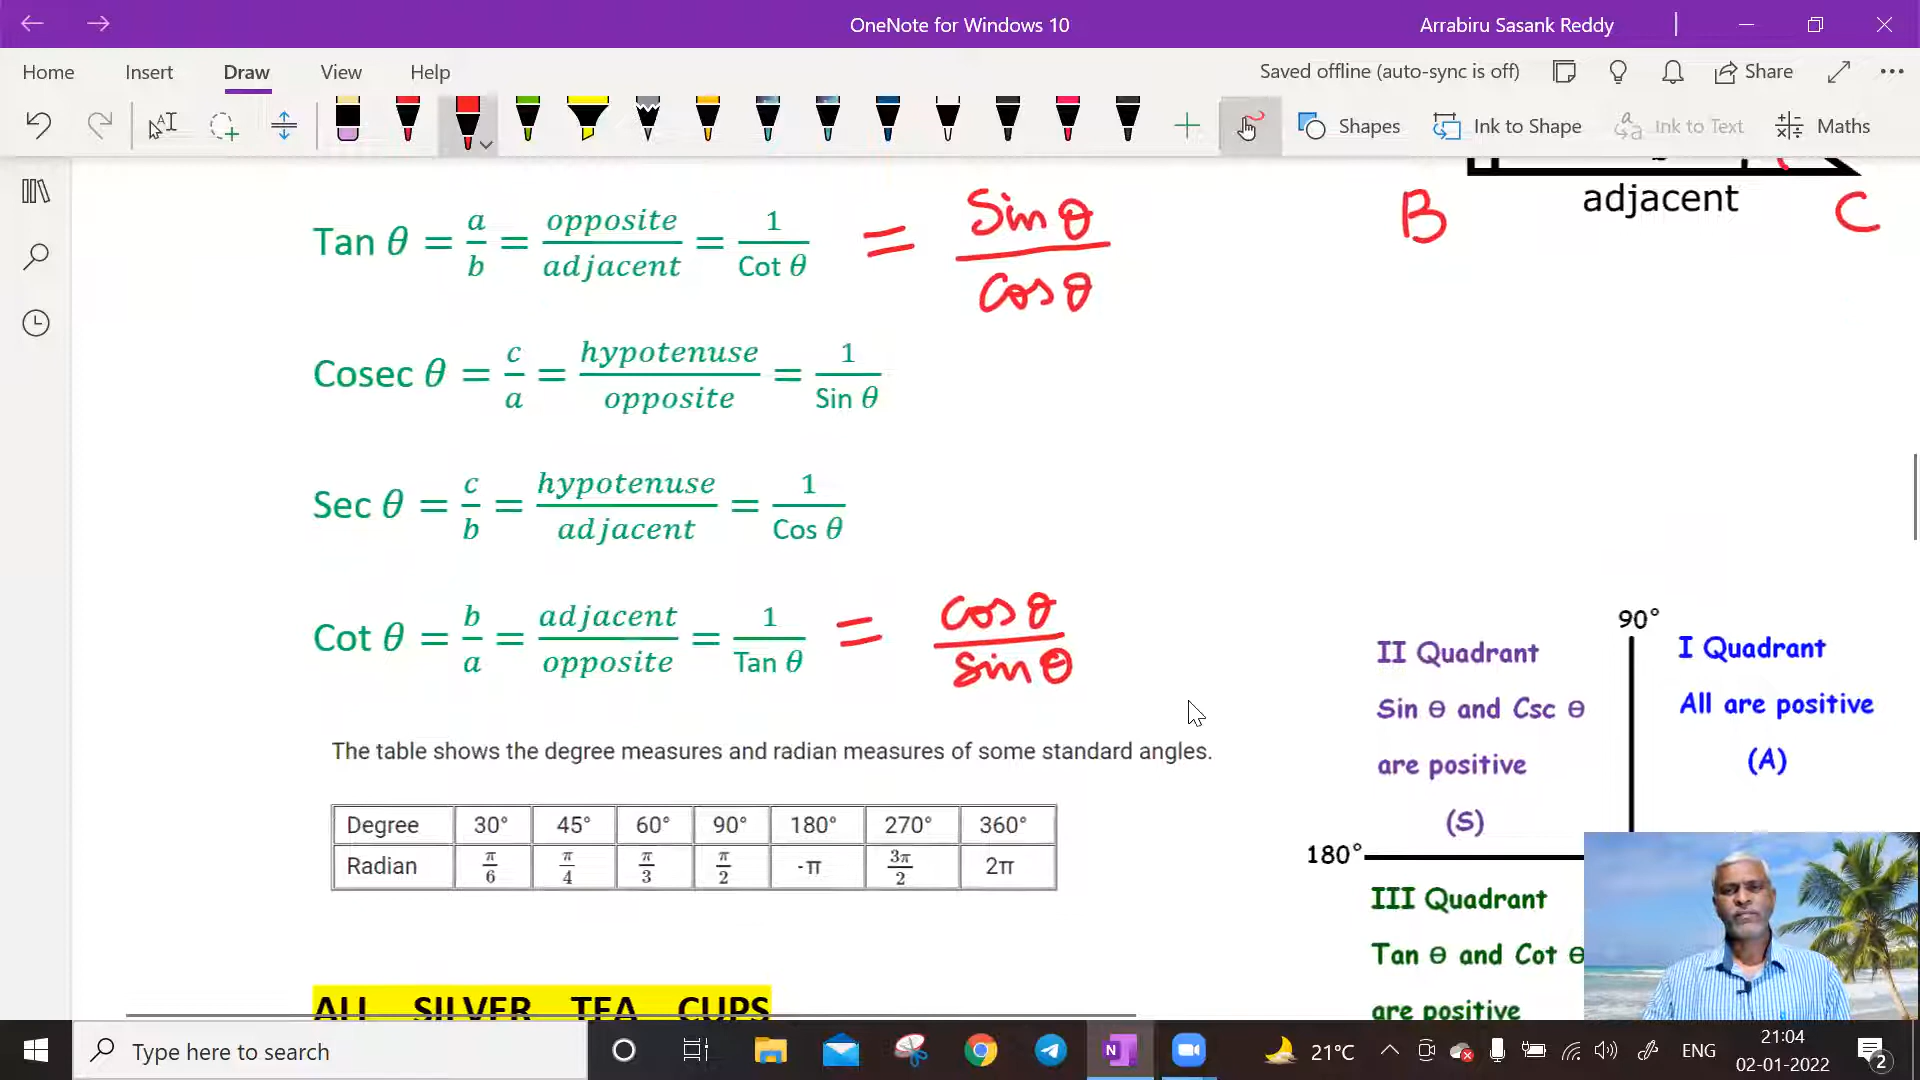 OneNote for Windows 10
Arrabiru Sasank Reddy
Home Insert Draw View Help
Saved offline (auto-sync is off)
Share
Shapes
Ink to Shape
Ink to Text
Maths
Tan θ = a/b = opposite/adjacent = 1/Cot θ = Sin θ/Cos θ
adjacent
B
C
Cosec θ = c/a = hypotenuse/opposite = 1/Sin θ
Sec θ = c/b = hypotenuse/adjacent = 1/Cos θ
Cot θ = b/a = adjacent/opposite = 1/Tan θ = Cos θ/Sin θ
The table shows the degree measures and radian measures of some standard angles.
Degree 30° 45° 60° 90° 180° 270° 360°
Radian π/6 π/4 π/3 π/2 -π 3π/2 2π
ALL SILVER TEA CUPS
90°
II Quadrant
Sin θ and Csc θ
are positive
(S)
I Quadrant
All are positive
(A)
180°
III Quadrant
Tan θ and Cot θ
are positive
Type here to search
21°C
ENG
21:04
02-01-2022
2